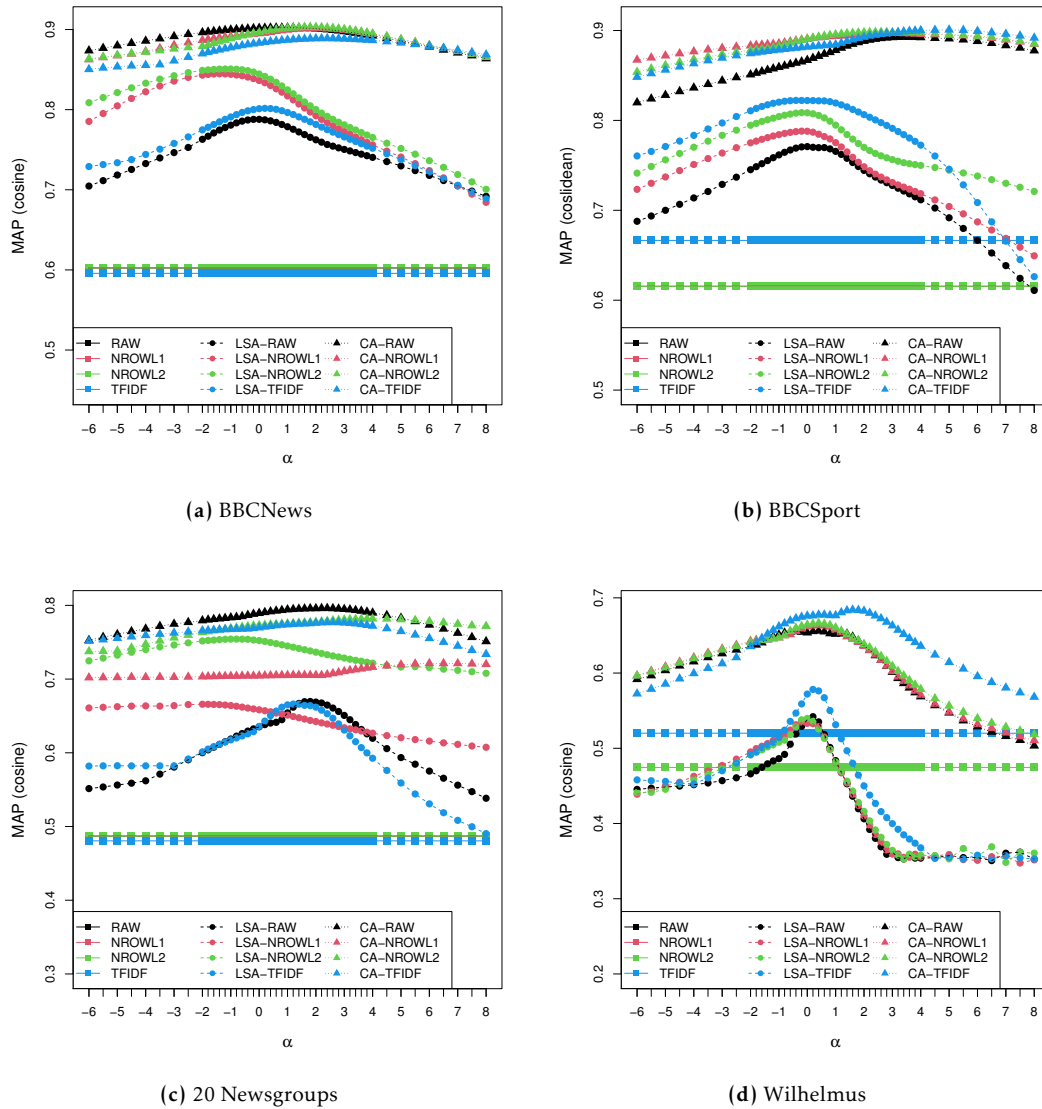 0.9
0.8
0.7
0.6
0.5
MAP (cosine)
RAW LSA−RAW CA−RAW
NROWL1 LSA−NROWL1 CA−NROWL1
NROWL2 LSA−NROWL2 CA−NROWL2
TFIDF LSA−TFIDF CA−TFIDF
−6 −5 −4 −3 −2 −1 0 1 2 3 4 5 6 7 8
α
(a) BBCNews
0.9
0.8
0.7
0.6
0.5
MAP (coslidean)
RAW LSA−RAW CA−RAW
NROWL1 LSA−NROWL1 CA−NROWL1
NROWL2 LSA−NROWL2 CA−NROWL2
TFIDF LSA−TFIDF CA−TFIDF
−6 −5 −4 −3 −2 −1 0 1 2 3 4 5 6 7 8
α
(b) BBCSport
0.8
0.7
0.6
0.5
0.4
0.3
MAP (cosine)
RAW LSA−RAW CA−RAW
NROWL1 LSA−NROWL1 CA−NROWL1
NROWL2 LSA−NROWL2 CA−NROWL2
TFIDF LSA−TFIDF CA−TFIDF
−6 −5 −4 −3 −2 −1 0 1 2 3 4 5 6 7 8
α
(c) 20 Newsgroups
0.7
0.6
0.5
0.4
0.3
0.2
MAP (cosine)
RAW LSA−RAW CA−RAW
NROWL1 LSA−NROWL1 CA−NROWL1
NROWL2 LSA−NROWL2 CA−NROWL2
TFIDF LSA−TFIDF CA−TFIDF
−6 −5 −4 −3 −2 −1 0 1 2 3 4 5 6 7 8
α
(d) Wilhelmus